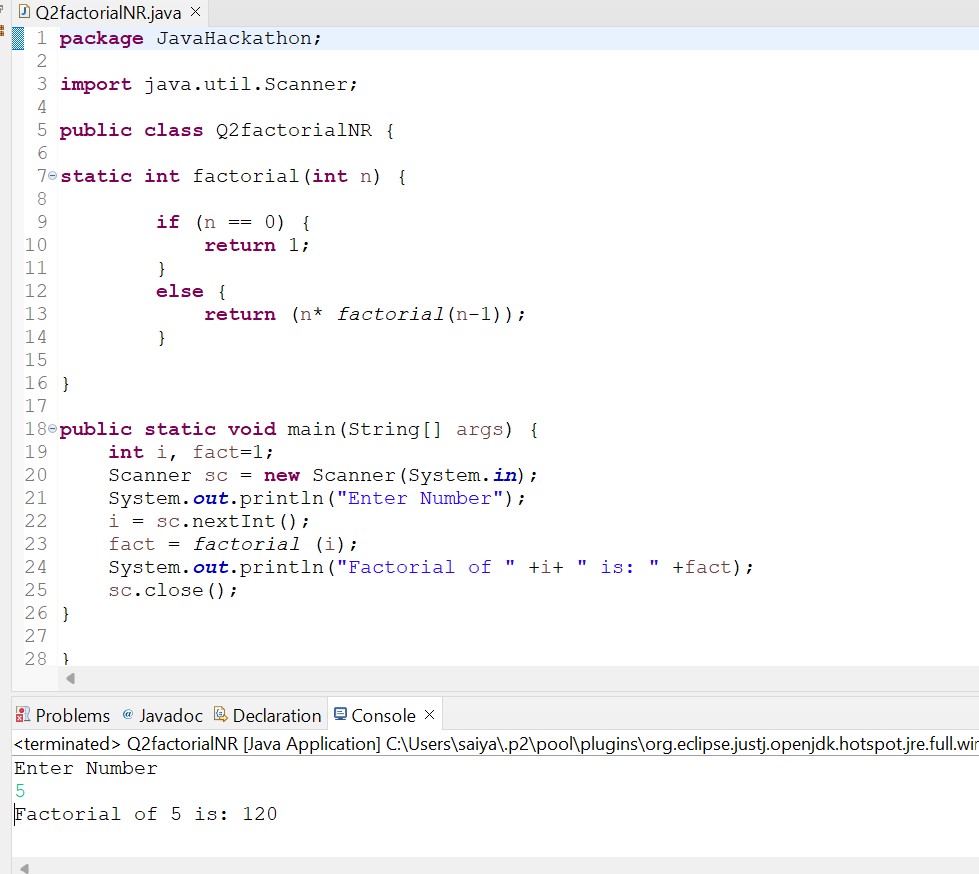 Q2factorialNR.java ×
1 package JavaHackathon;
2
3 import java.util.Scanner;
4
5 public class Q2factorialNR {
6
7 static int factorial(int n) {
8
9         if (n == 0) {
10             return 1;
11         }
12         else {
13             return (n* factorial(n-1));
14         }
15
16 }
17
18 public static void main(String[] args) {
19     int i, fact=1;
20     Scanner sc = new Scanner(System.in);
21     System.out.println("Enter Number");
22     i = sc.nextInt();
23     fact = factorial (i);
24     System.out.println("Factorial of " +i+ " is: " +fact);
25     sc.close();
26 }
27
28 }
Problems @ Javadoc Declaration Console ×
<terminated> Q2factorialNR [Java Application] C:\Users\saiya\.p2\pool\plugins\org.eclipse.justj.openjdk.hotspot.jre.full.win
Enter Number
5
Factorial of 5 is: 120